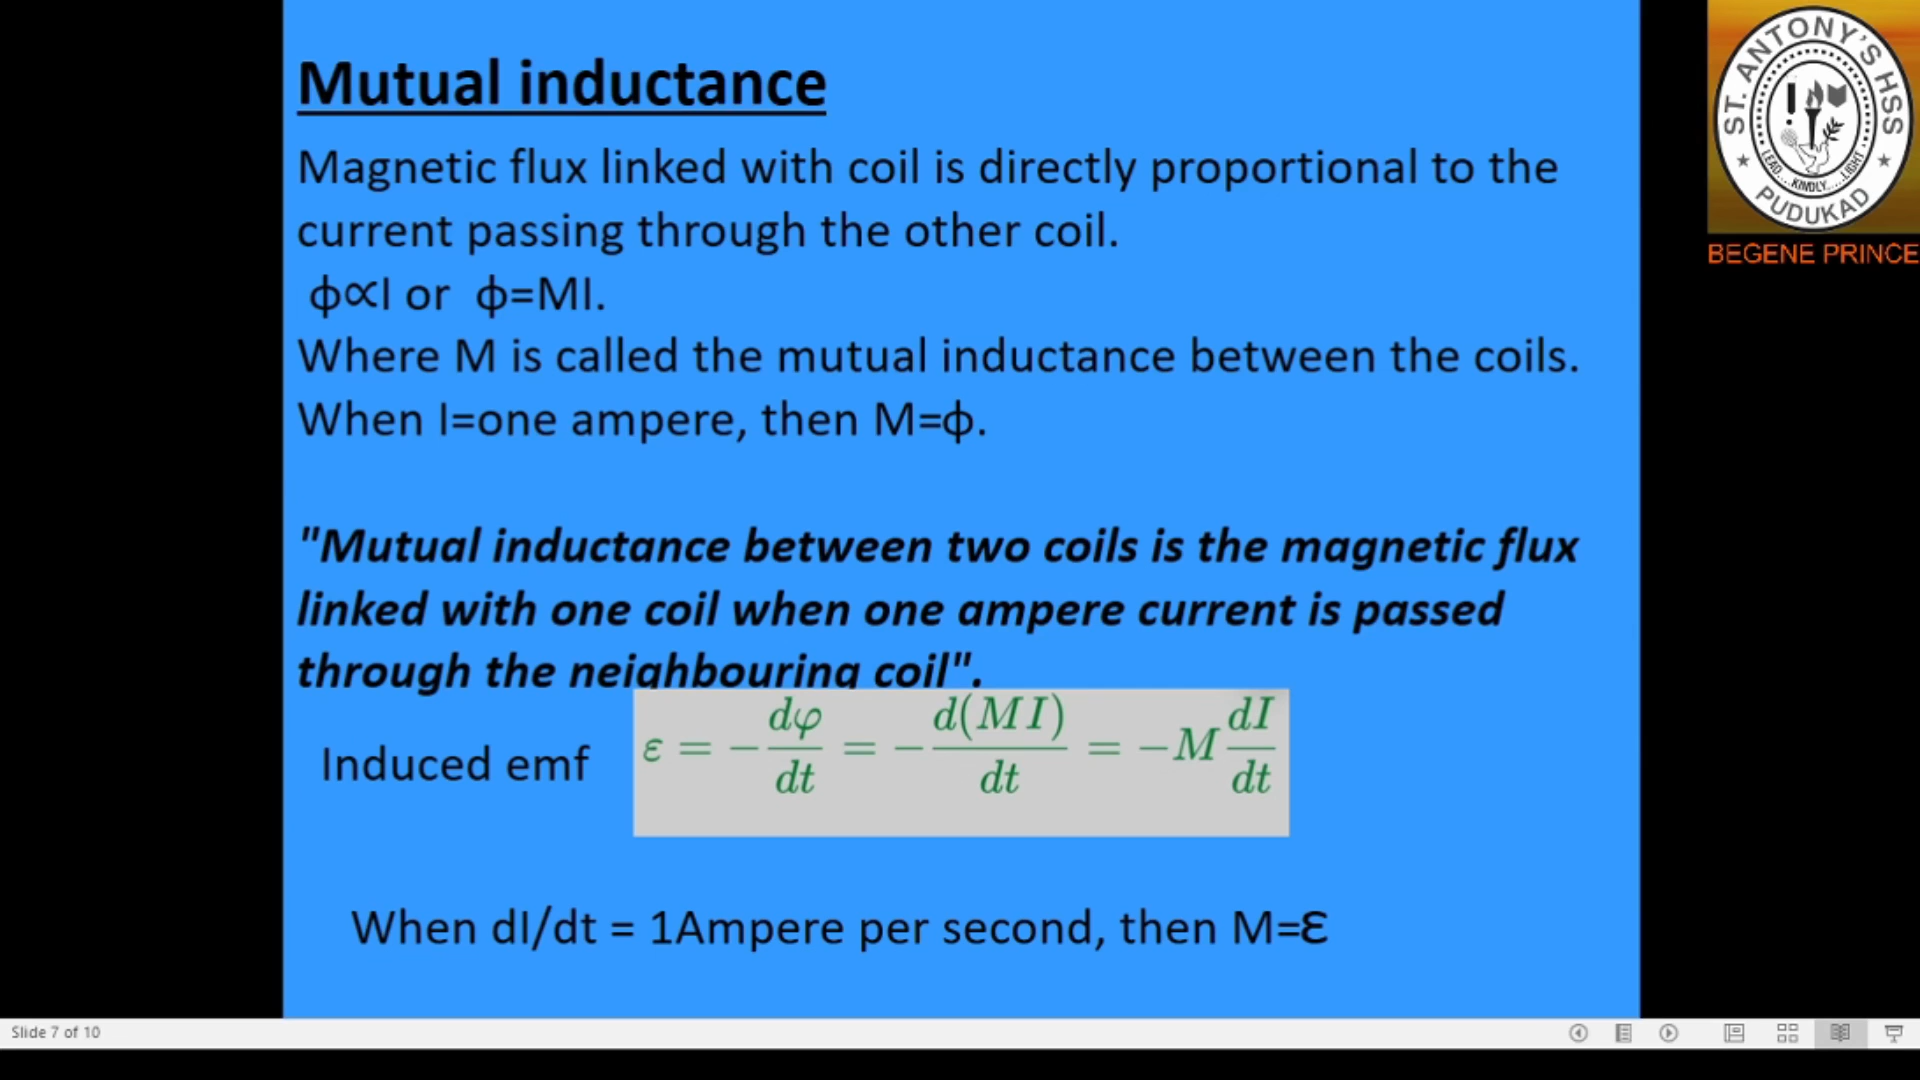 Mutual inductance
Magnetic flux linked with coil is directly proportional to the
current passing through the other coil.
ϕ∝I or ϕ=MI.
Where M is called the mutual inductance between the coils.
When I=one ampere, then M=ϕ.
"Mutual inductance between two coils is the magnetic flux
linked with one coil when one ampere current is passed
through the neighbouring coil".
Induced emf ε = −dφ/dt = −d(MI)/dt = −M dI/dt
When dI/dt = 1Ampere per second, then M=Ɛ
ST. ANTONY'S HSS
LEAD....KINDLY....LIGHT
PUDUKAD
BEGENE PRINCE
Slide 7 of 10